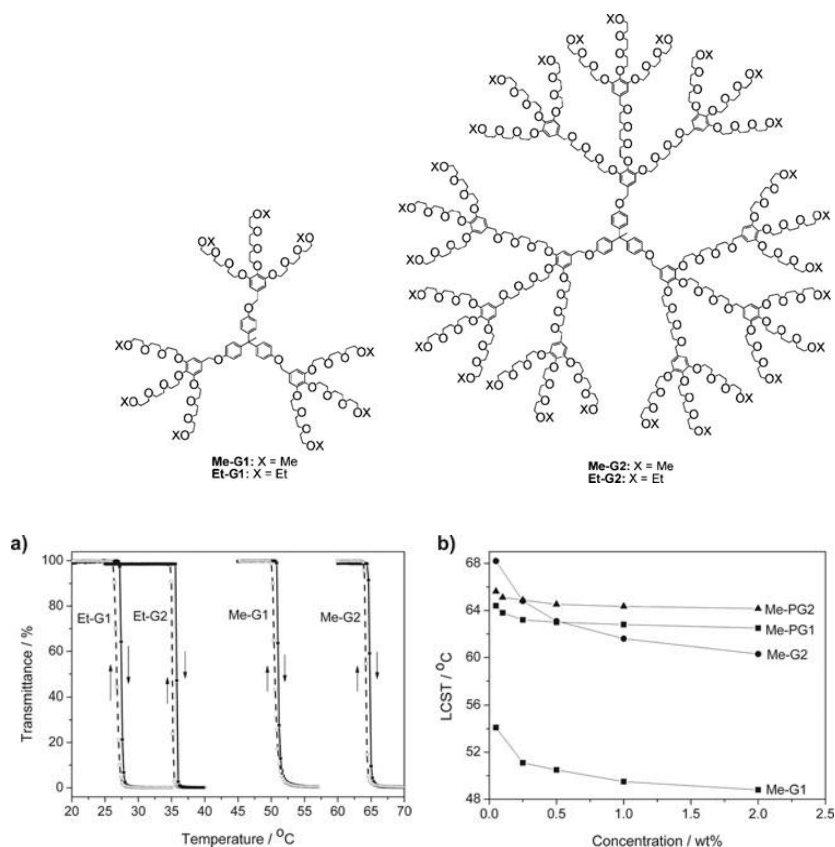 Me-G1: X = Me
Et-G1: X = Et
Me-G2: X = Me
Et-G2: X = Et
a)
Transmittance / %
100
80
60
40
20
0
Et-G1
Et-G2
Me-G1
Me-G2
20 25 30 35 40 45 50 55 60 65 70
Temperature / °C
b)
LCST / °C
68
64
60
56
52
48
Me-PG2
Me-PG1
Me-G2
Me-G1
0.0 0.5 1.0 1.5 2.0 2.5
Concentration / wt%